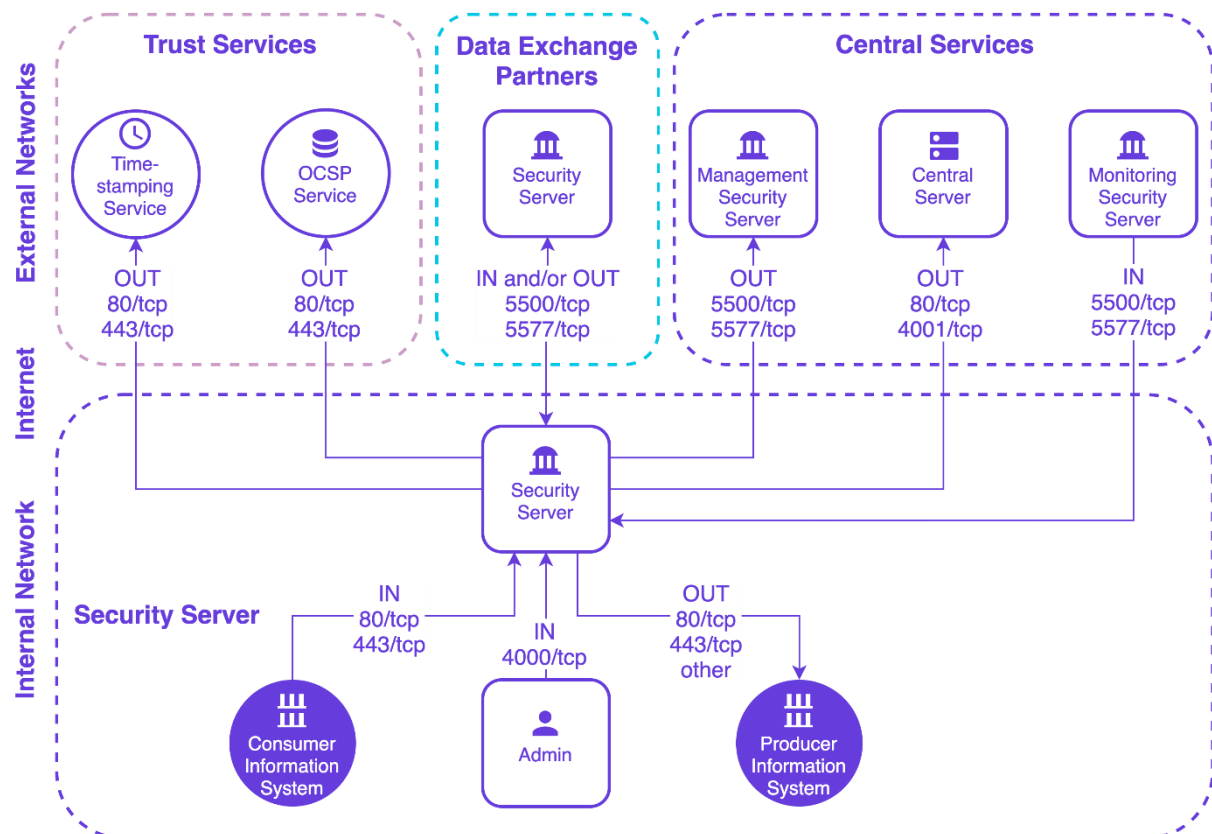 Trust Services
Data Exchange
Partners
Central Services
External Networks
Time-
stamping
Service
OCSP
Service
Security
Server
Management
Security
Server
Central
Server
Monitoring
Security
Server
OUT
80/tcp
443/tcp
OUT
80/tcp
443/tcp
IN and/or OUT
5500/tcp
5577/tcp
OUT
5500/tcp
5577/tcp
OUT
80/tcp
4001/tcp
IN
5500/tcp
5577/tcp
Internet
Security
Server
Internal Network
Security Server
IN
80/tcp
443/tcp
IN
4000/tcp
OUT
80/tcp
443/tcp
other
Consumer
Information
System
Admin
Producer
Information
System